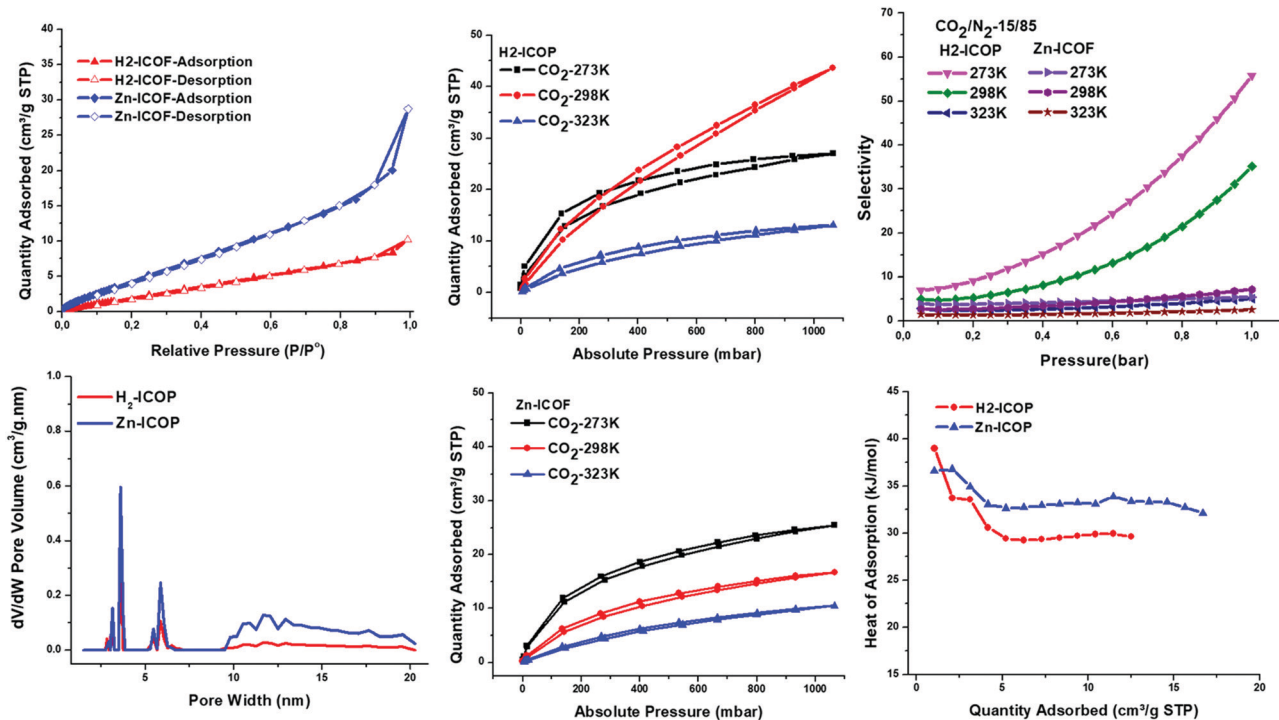 Quantity Adsorbed (cm³/g STP)
30
25
20
15
10
5
0
H2-ICOF-Adsorption
H2-ICOF-Desorption
Zn-ICOF-Adsorption
Zn-ICOF-Desorption
0,0 0,2 0,4 0,6 0,8 1,0
Relative Pressure (P/P°)
Quantity Adsorbed (cm³/g STP)
50
40
30
20
10
0
H2-ICOP
CO₂-273K
CO₂-298K
CO₂-323K
0 200 400 600 800 1000
Absolute Pressure (mbar)
Selectivity
70
60
50
40
30
20
10
0
CO₂/N₂-15/85
H2-ICOP Zn-ICOF
273K 273K
298K 298K
323K 323K
0,0 0,2 0,4 0,6 0,8 1,0
Pressure(bar)
dV/dW Pore Volume (cm³/g.nm)
1.0
0.8
0.6
0.4
0.2
0.0
H₂-ICOP
Zn-ICOP
5 10 15 20
Pore Width (nm)
Quantity Adsorbed (cm³/g STP)
50
40
30
20
10
0
Zn-ICOF
CO₂-273K
CO₂-298K
CO₂-323K
0 200 400 600 800 1000
Absolute Pressure (mbar)
Heat of Adsorption (kJ/mol)
45
40
35
30
25
20
15
H2-ICOP
Zn-ICOP
0 5 10 15 20
Quantity Adsorbed (cm³/g STP)